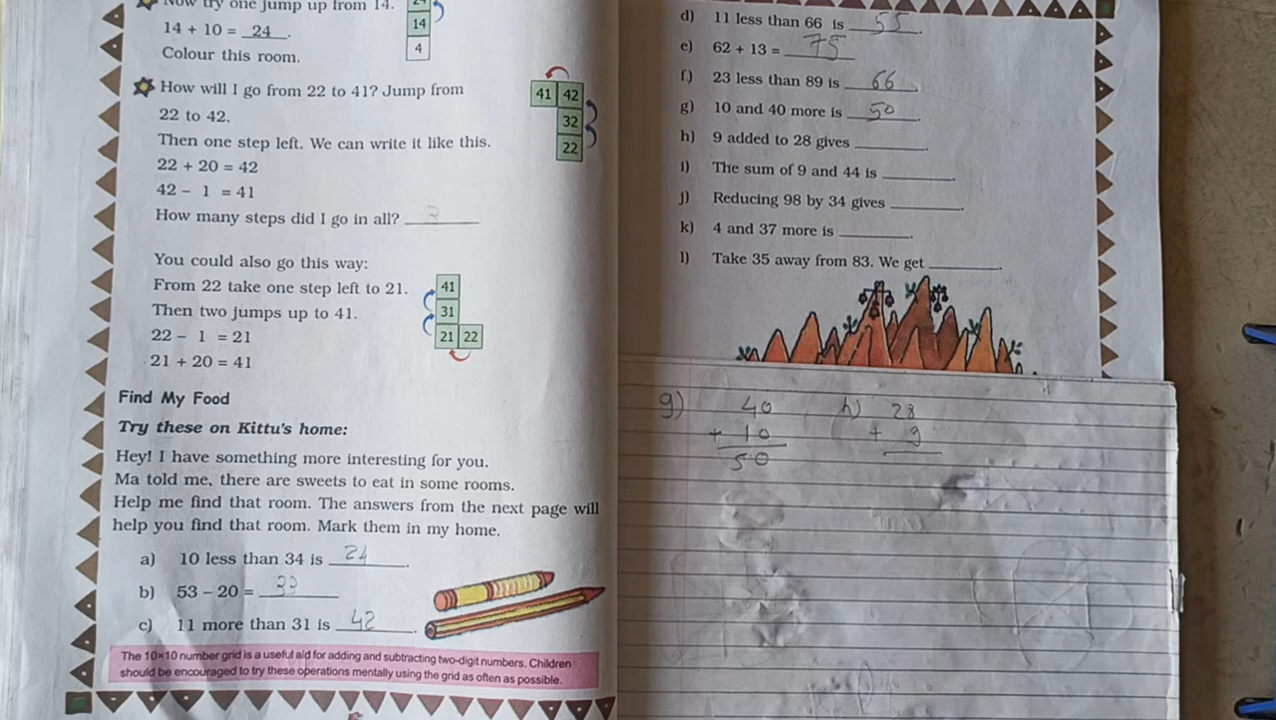 Now try one jump up from 14.
14 + 10 = 24.
Colour this room.
24
14
4
How will I go from 22 to 41? Jump from
22 to 42.
Then one step left. We can write it like this.
22 + 20 = 42
42 – 1 = 41
How many steps did I go in all? 3
41 42
32
22
You could also go this way:
From 22 take one step left to 21.
Then two jumps up to 41.
22 – 1 = 21
21 + 20 = 41
41
31
21 22
Find My Food
Try these on Kittu's home:
Hey! I have something more interesting for you.
Ma told me, there are sweets to eat in some rooms.
Help me find that room. The answers from the next page will
help you find that room. Mark them in my home.
a) 10 less than 34 is 24.
b) 53 – 20 = 33
c) 11 more than 31 is 42.
The 10×10 number grid is a useful aid for adding and subtracting two-digit numbers. Children
should be encouraged to try these operations mentally using the grid as often as possible.
d) 11 less than 66 is 55.
e) 62 + 13 = 75
f) 23 less than 89 is 66.
g) 10 and 40 more is 50.
h) 9 added to 28 gives ______.
i) The sum of 9 and 44 is ______.
j) Reducing 98 by 34 gives ______.
k) 4 and 37 more is ______.
l) Take 35 away from 83. We get ______.
g) 40 h) 28
+ 10 + 9
50